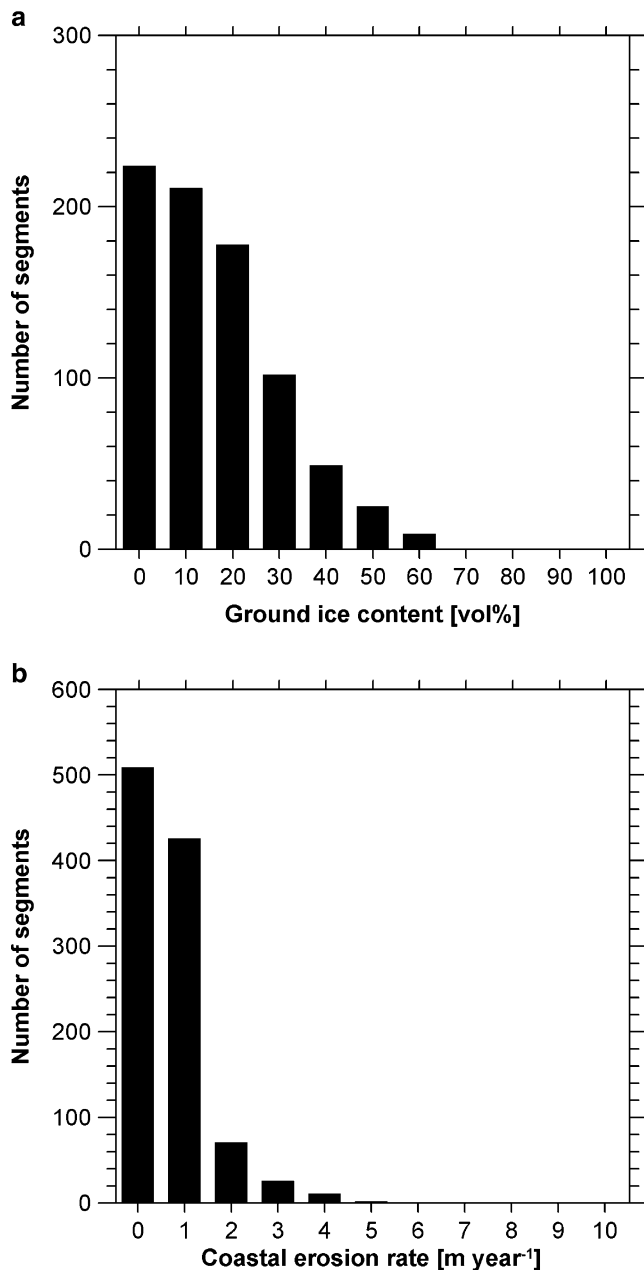 a
300
200
100
0
Number of segments
0 10 20 30 40 50 60 70 80 90 100
Ground ice content [vol%]
b
600
500
400
300
200
100
0
Number of segments
0 1 2 3 4 5 6 7 8 9 10
Coastal erosion rate [m year⁻¹]